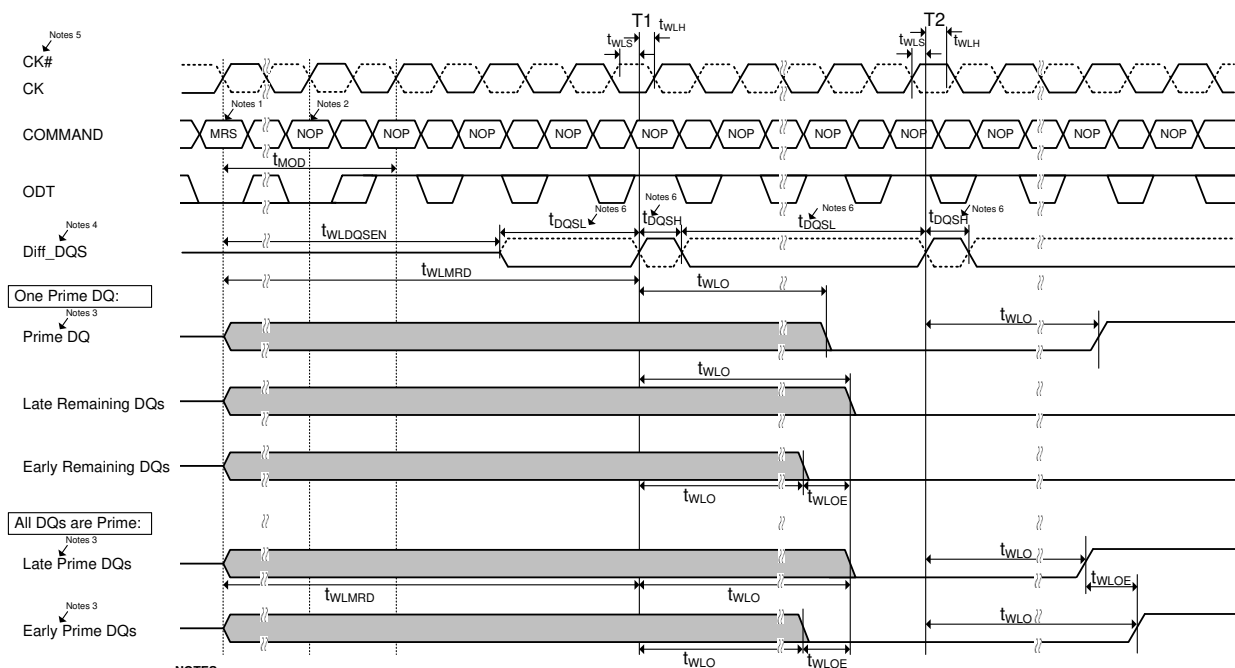 T1
T2
tWLS
tWLH
tWLS
tWLH
Notes 5
CK#
CK
Notes 1
Notes 2
COMMAND
MRS
NOP
NOP
NOP
NOP
NOP
NOP
NOP
NOP
NOP
NOP
NOP
tMOD
ODT
Notes 4
Diff_DQS
tWLDQSEN
tDQSL
Notes 6
tDQSH
Notes 6
tDQSL
Notes 6
tDQSH
Notes 6
tWLMRD
tWLO
One Prime DQ:
Notes 3
Prime DQ
tWLO
tWLO
Late Remaining DQs
Early Remaining DQs
tWLO
tWLOE
All DQs are Prime:
Notes 3
Late Prime DQs
tWLO
tWLMRD
tWLO
tWLOE
Notes 3
Early Prime DQs
tWLO
tWLO
tWLOE
NOTES